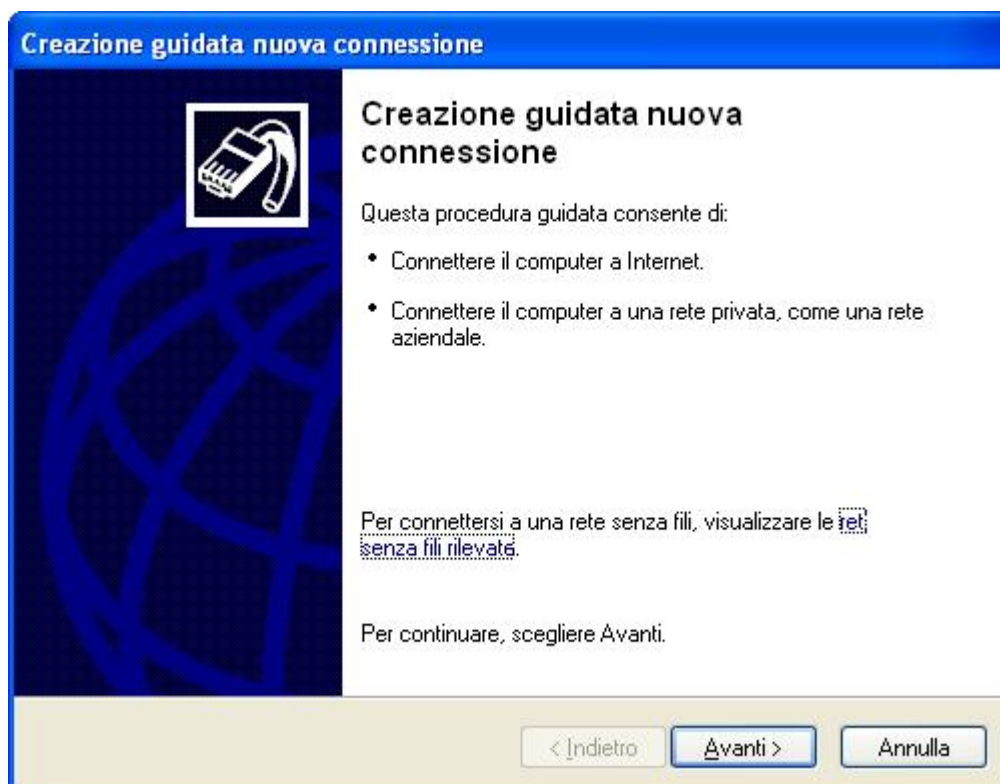 Creazione guidata nuova connessione
Creazione guidata nuova
connessione
Questa procedura guidata consente di:
• Connettere il computer a Internet.
• Connettere il computer a una rete privata, come una rete
aziendale.
Per connettersi a una rete senza fili, visualizzare le reti
senza fili rilevate.
Per continuare, scegliere Avanti.
< Indietro
Avanti >
Annulla